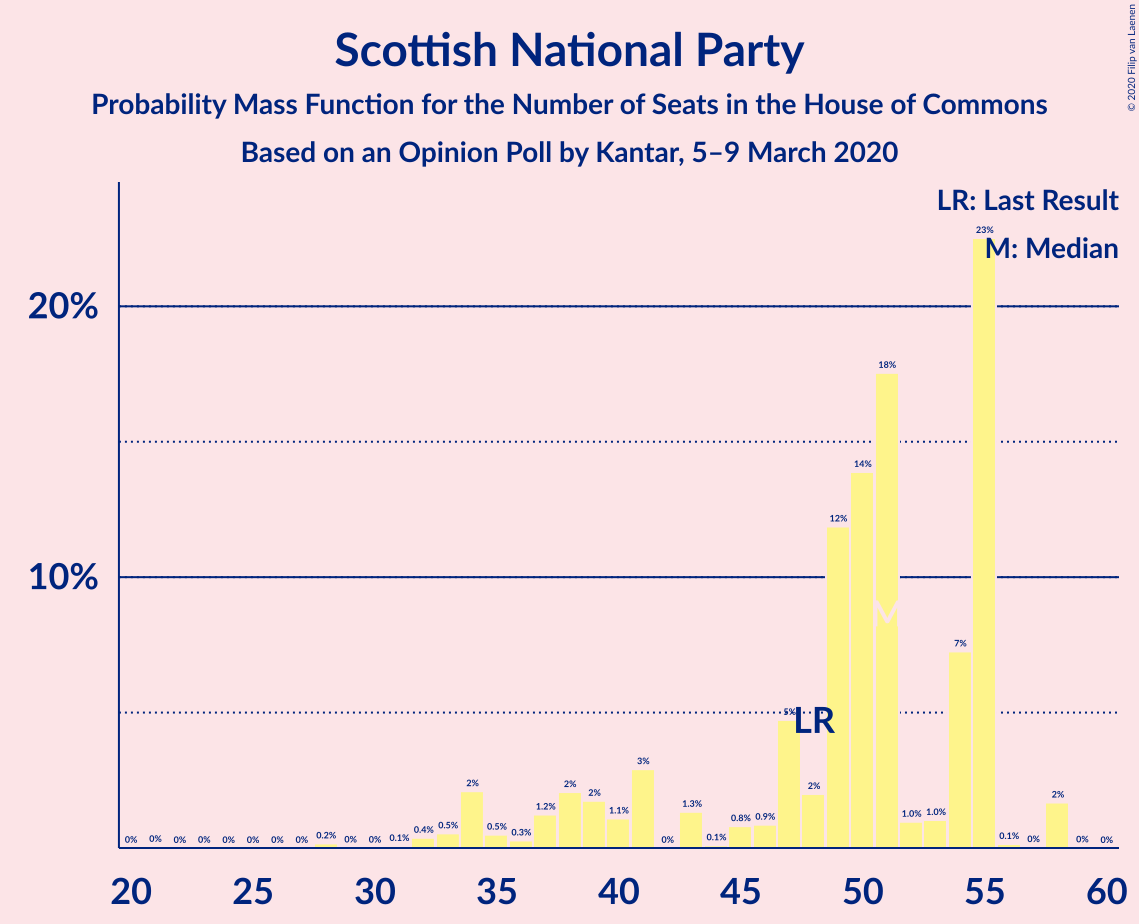 © 2020 Filip van Laenen
Scottish National Party
Probability Mass Function for the Number of Seats in the House of Commons
Based on an Opinion Poll by Kantar, 5–9 March 2020
LR: Last Result
M: Median
20%
10%
0% 0% 0% 0% 0% 0% 0% 0% 0.2% 0% 0% 0.1% 0.4% 0.5% 2% 0.5% 0.3% 1.2% 2% 2% 1.1% 3% 0% 1.3% 0.1% 0.8% 0.9% 5% 2% 12% 14% 18% 1.0% 1.0% 7% 23% 0.1% 0% 2% 0% 0%
LR
M
20 25 30 35 40 45 50 55 60